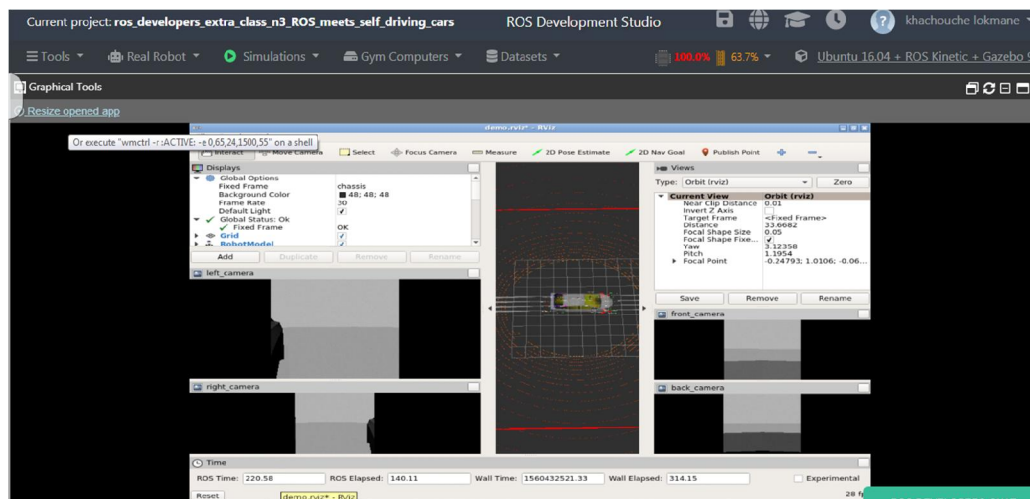 Current project: ros_developers_extra_class_n3_ROS_meets_self_driving_cars ROS Development Studio ? khachouche lokmane
Tools Real Robot Simulations Gym Computers Datasets 100.0% 63.7% Ubuntu 16.04 + ROS Kinetic + Gazebo
Graphical Tools
Resize opened app
Or execute "wmctrl -r :ACTIVE: -e 0,65,24,1500,55" on a shell
demo.rviz* - RViz
Interact Move Camera Select Focus Camera Measure 2D Pose Estimate 2D Nav Goal Publish Point
Displays
Global Options
Fixed Frame chassis
Background Color 48; 48; 48
Frame Rate 30
Default Light
Global Status: Ok
Fixed Frame OK
Grid
RobotModel
Add Duplicate Remove Rename
left_camera
right_camera
Views
Type: Orbit (rviz) Zero
Current View Orbit (rviz)
Near Clip Distance 0.01
Invert Z Axis
Target Frame <Fixed Frame>
Distance 33.6682
Focal Shape Size 0.05
Focal Shape Fixe...
Yaw 3.12358
Pitch 1.1954
Focal Point -0.24793; 1.0106; -0.06...
Save Remove Rename
front_camera
back_camera
Time
ROS Time: 220.58 ROS Elapsed: 140.11 Wall Time: 1560432521.33 Wall Elapsed: 314.15 Experimental
Reset demo.rviz* - RViz 28